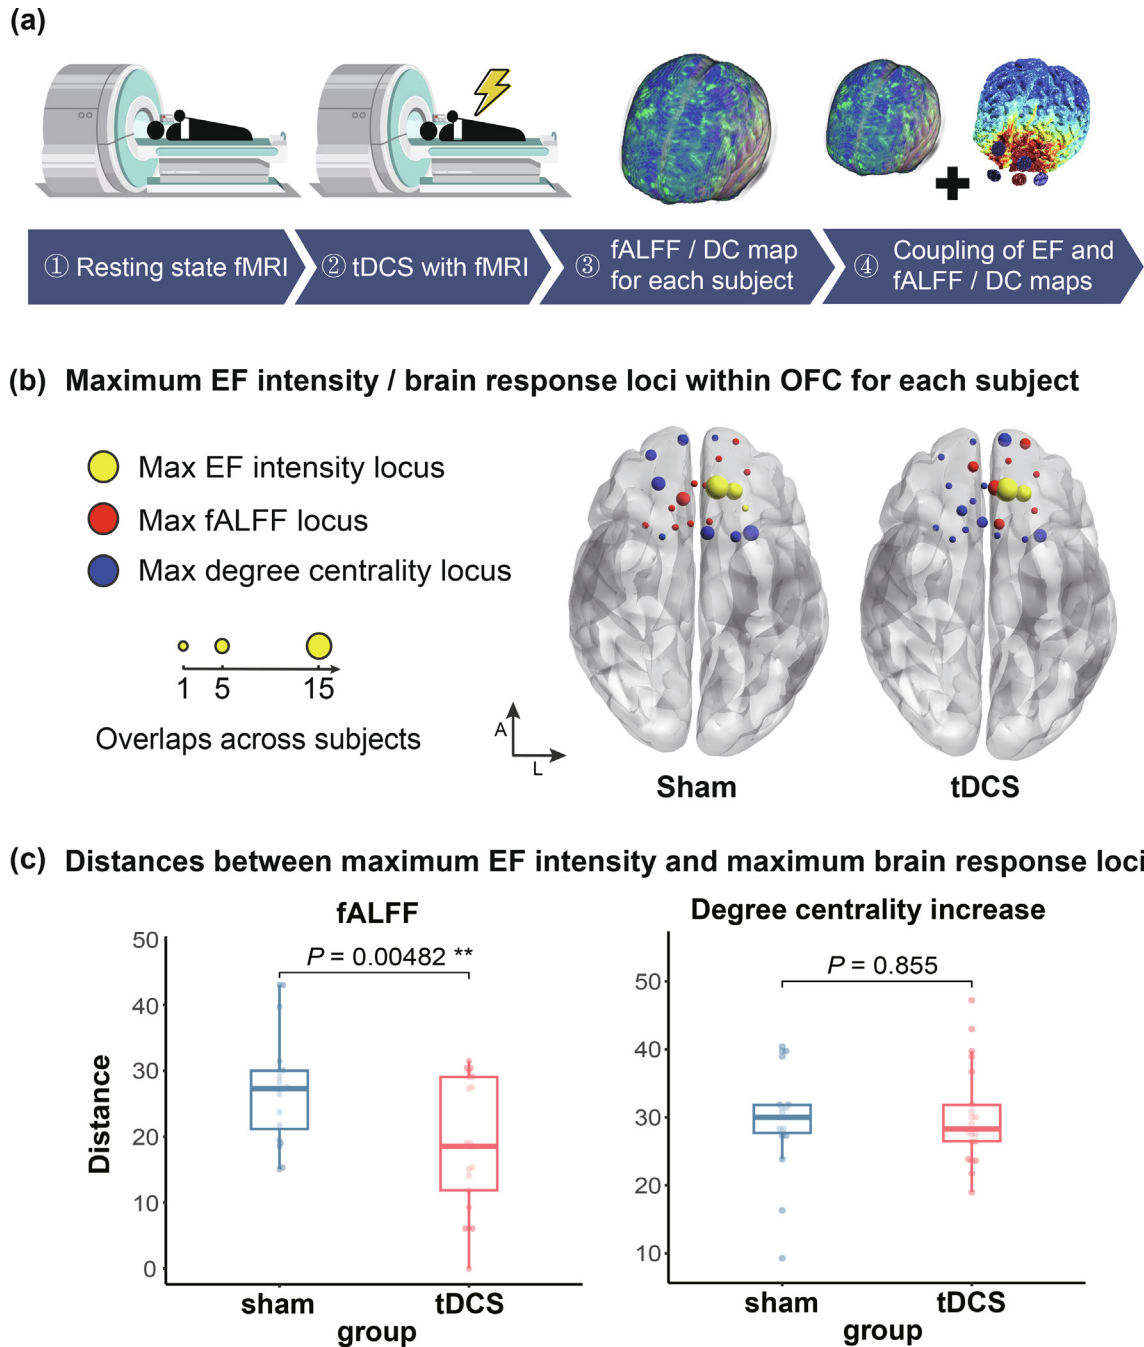 (a)
① Resting state fMRI
② tDCS with fMRI
③ fALFF / DC map
for each subject
④ Coupling of EF and
fALFF / DC maps
(b) Maximum EF intensity / brain response loci within OFC for each subject
Max EF intensity locus
Max fALFF locus
Max degree centrality locus
1 5 15
Overlaps across subjects
A
L
Sham
tDCS
(c) Distances between maximum EF intensity and maximum brain response loci
fALFF
P = 0.00482 **
Distance
50
40
30
20
10
0
sham
tDCS
group
Degree centrality increase
P = 0.855
50
40
30
20
10
sham
tDCS
group